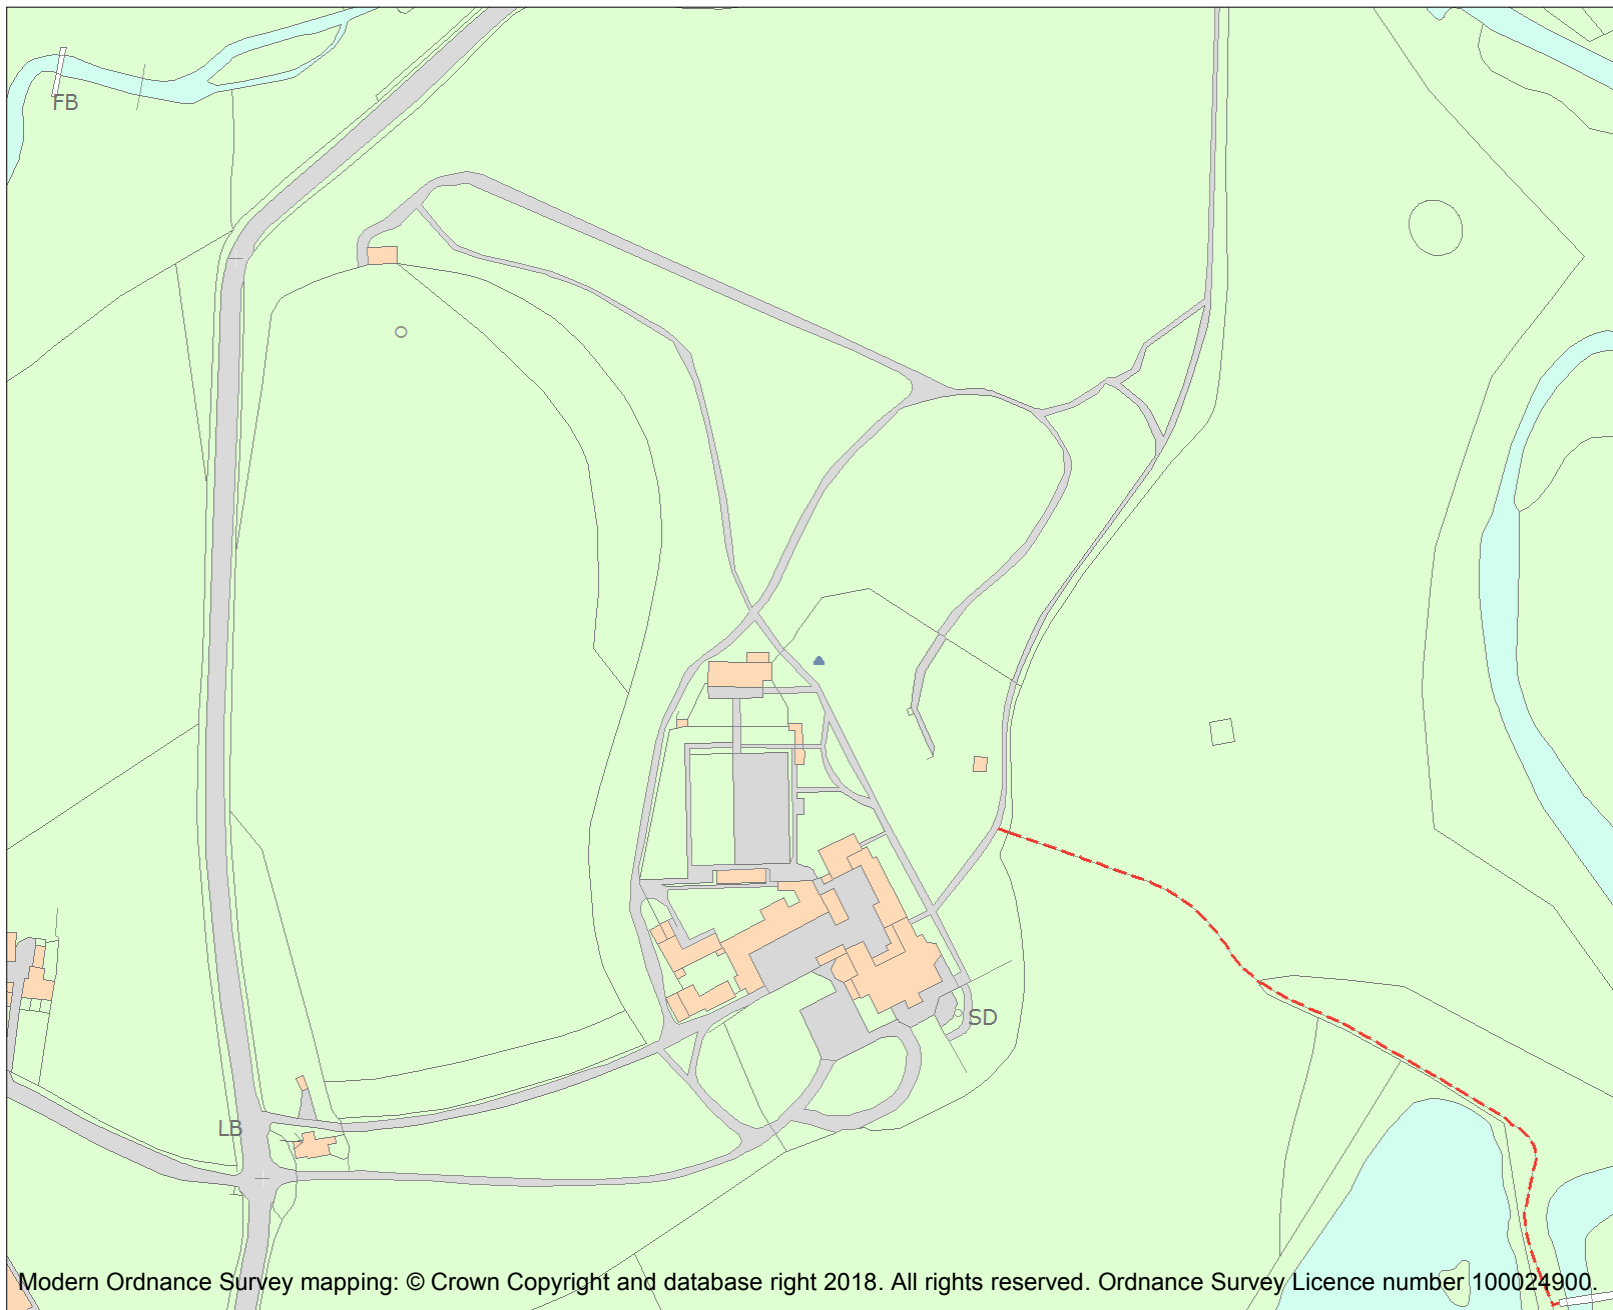 FB
SD
LB
Modern Ordnance Survey mapping: © Crown Copyright and database right 2018. All rights reserved. Ordnance Survey Licence number 100024900.